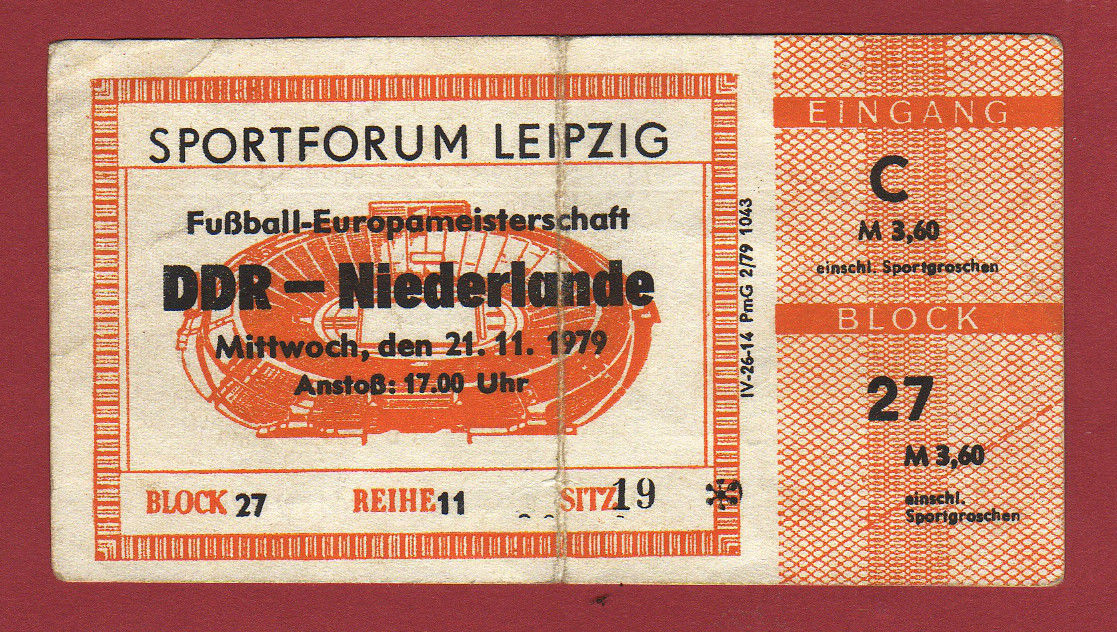 SPORTFORUM LEIPZIG
Fußball-Europameisterschaft
DDR – Niederlande
Mittwoch, den 21. 11. 1979
Anstoß: 17.00 Uhr
BLOCK 27 REIHE 11 SITZ 19
IV-26-14 PmG 2/79 1043
EINGANG
C
M 3,60
einschl. Sportgroschen
BLOCK
27
M 3,60
einschl.
Sportgroschen